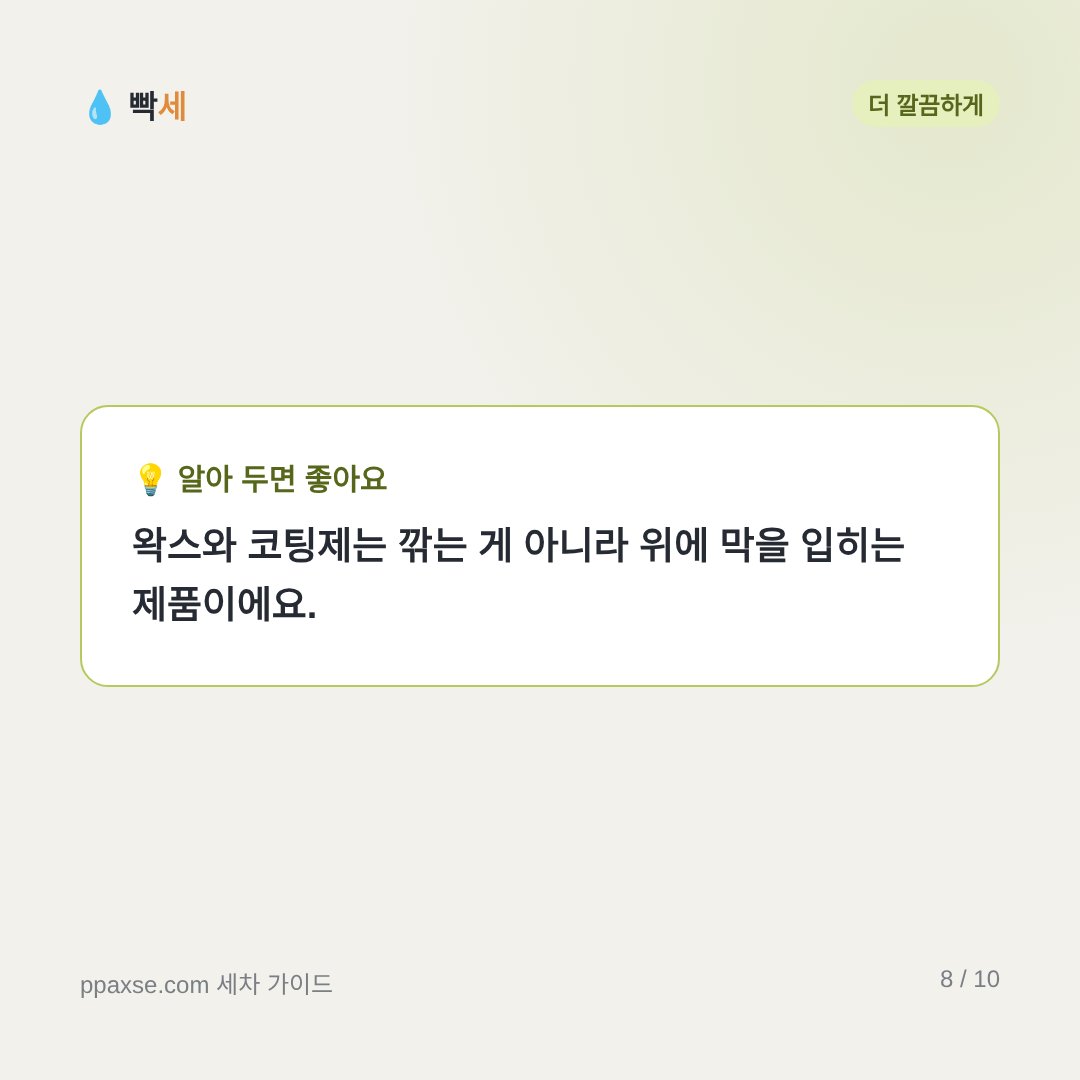 💧 빡세
더 깔끔하게
💡 알아 두면 좋아요
왁스와 코팅제는 깎는 게 아니라 위에 막을 입히는
제품이에요.
ppaxse.com 세차 가이드
8 / 10